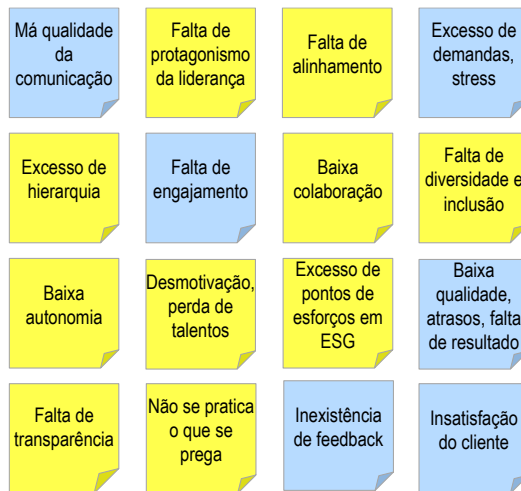 Má qualidade
da
comunicação
Falta de
protagonismo
da liderança
Falta de
alinhamento
Excesso de
demandas,
stress
Excesso de
hierarquia
Falta de
engajamento
Baixa
colaboração
Falta de
diversidade e
inclusão
Baixa
autonomia
Desmotivação,
perda de
talentos
Excesso de
pontos de
esforços em
ESG
Baixa
qualidade,
atrasos, falta
de resultado
Falta de
transparência
Não se pratica
o que se
prega
Inexistência
de feedback
Insatisfação
do cliente